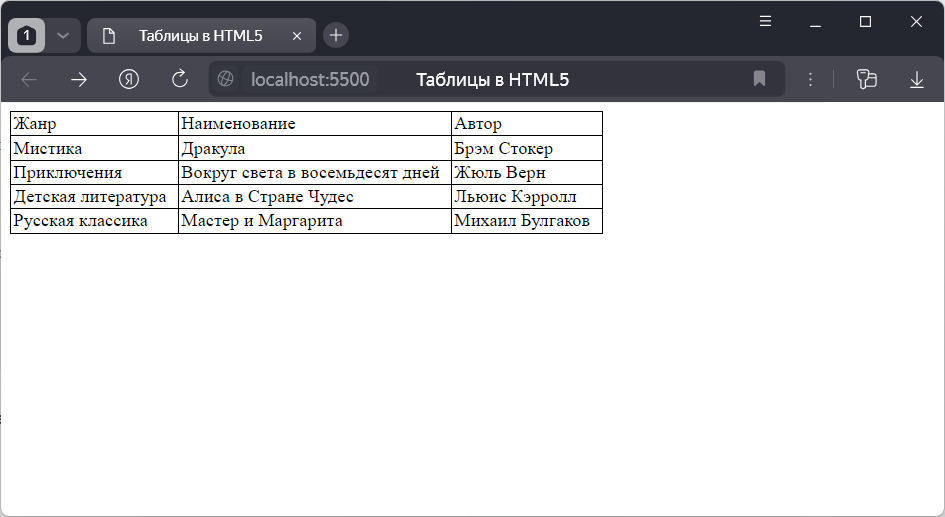 1 Таблицы в HTML5
Я localhost:5500 Таблицы в HTML5
Жанр Наименование Автор
Мистика Дракула Брэм Стокер
Приключения Вокруг света в восемьдесят дней Жюль Верн
Детская литература Алиса в Стране Чудес Льюис Кэрролл
Русская классика Мастер и Маргарита Михаил Булгаков